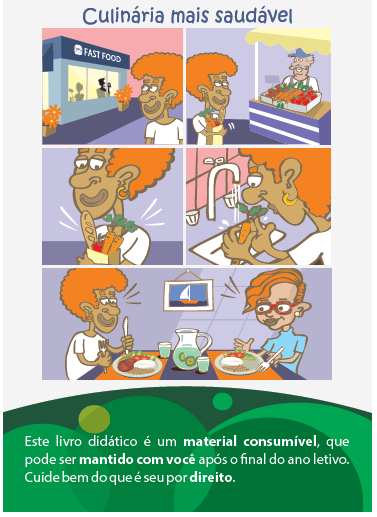 Culinária mais saudável
FAST FOOD
Este livro didático é um material consumível, que
pode ser mantido com você após o final do ano letivo.
Cuide bem do que é seu por direito.